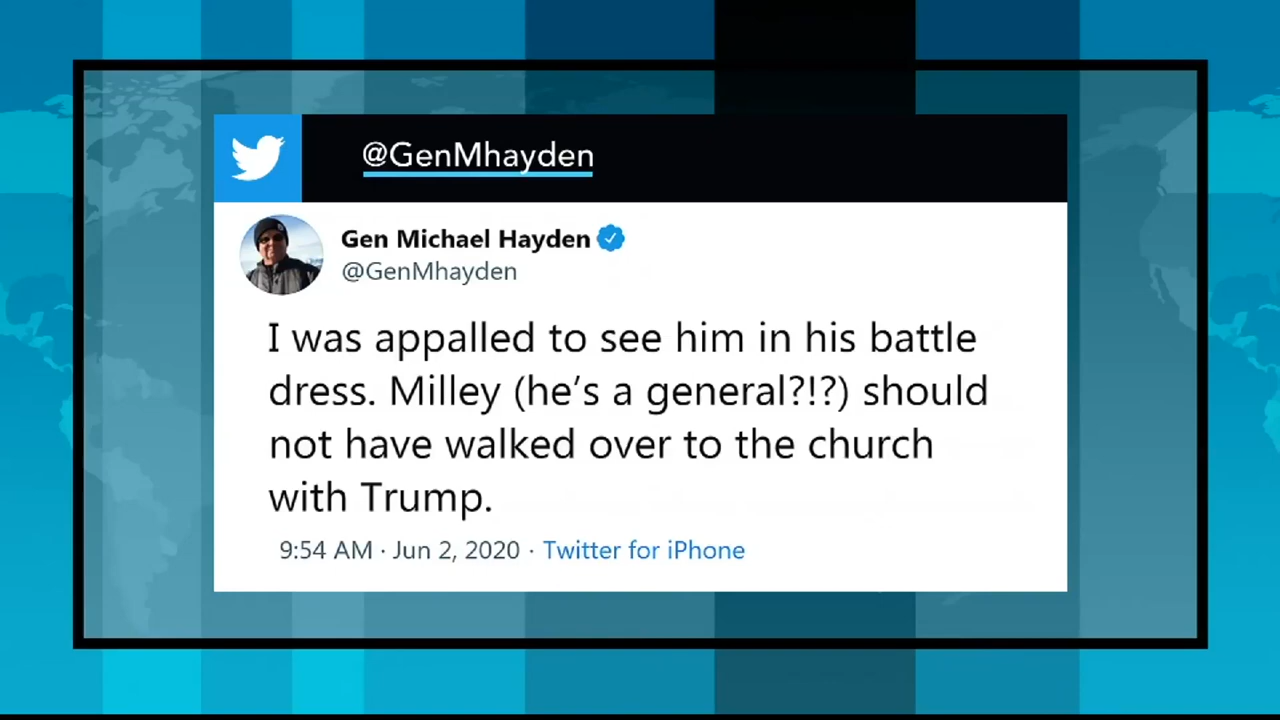 @GenMhayden
Gen Michael Hayden
@GenMhayden
I was appalled to see him in his battle
dress. Milley (he's a general?!?) should
not have walked over to the church
with Trump.
9:54 AM · Jun 2, 2020 · Twitter for iPhone